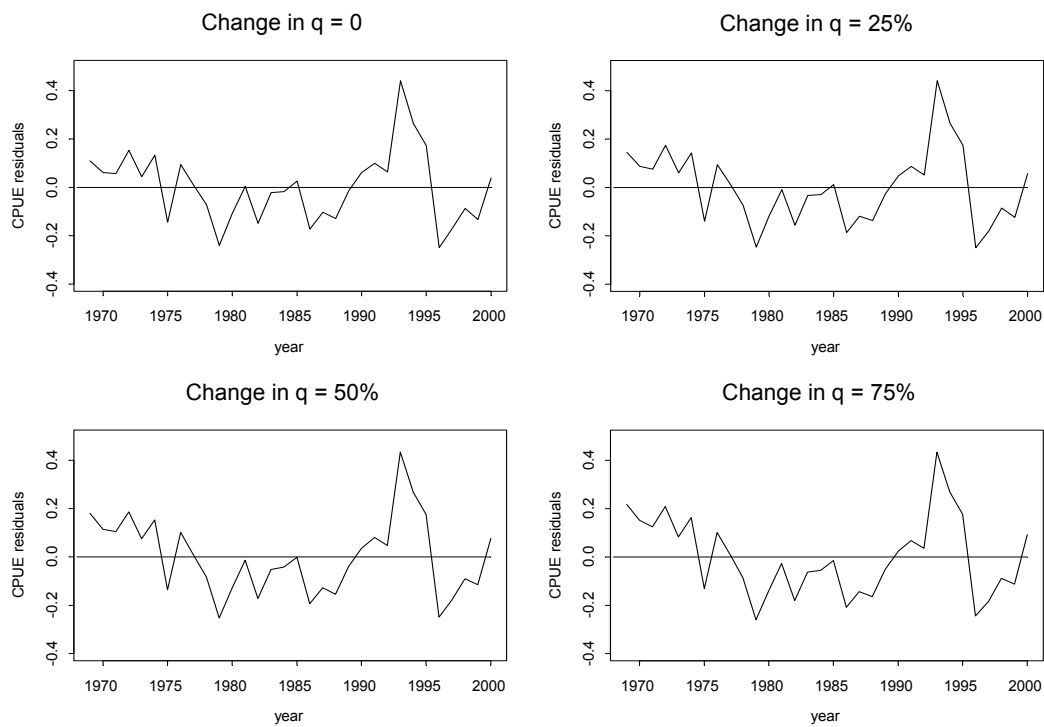 Change in q = 0
CPUE residuals
0.4
0.2
0.0
-0.2
-0.4
1970 1975 1980 1985 1990 1995 2000
year
Change in q = 25%
CPUE residuals
0.4
0.2
0.0
-0.2
-0.4
1970 1975 1980 1985 1990 1995 2000
year
Change in q = 50%
CPUE residuals
0.4
0.2
0.0
-0.2
-0.4
1970 1975 1980 1985 1990 1995 2000
year
Change in q = 75%
CPUE residuals
0.4
0.2
0.0
-0.2
-0.4
1970 1975 1980 1985 1990 1995 2000
year